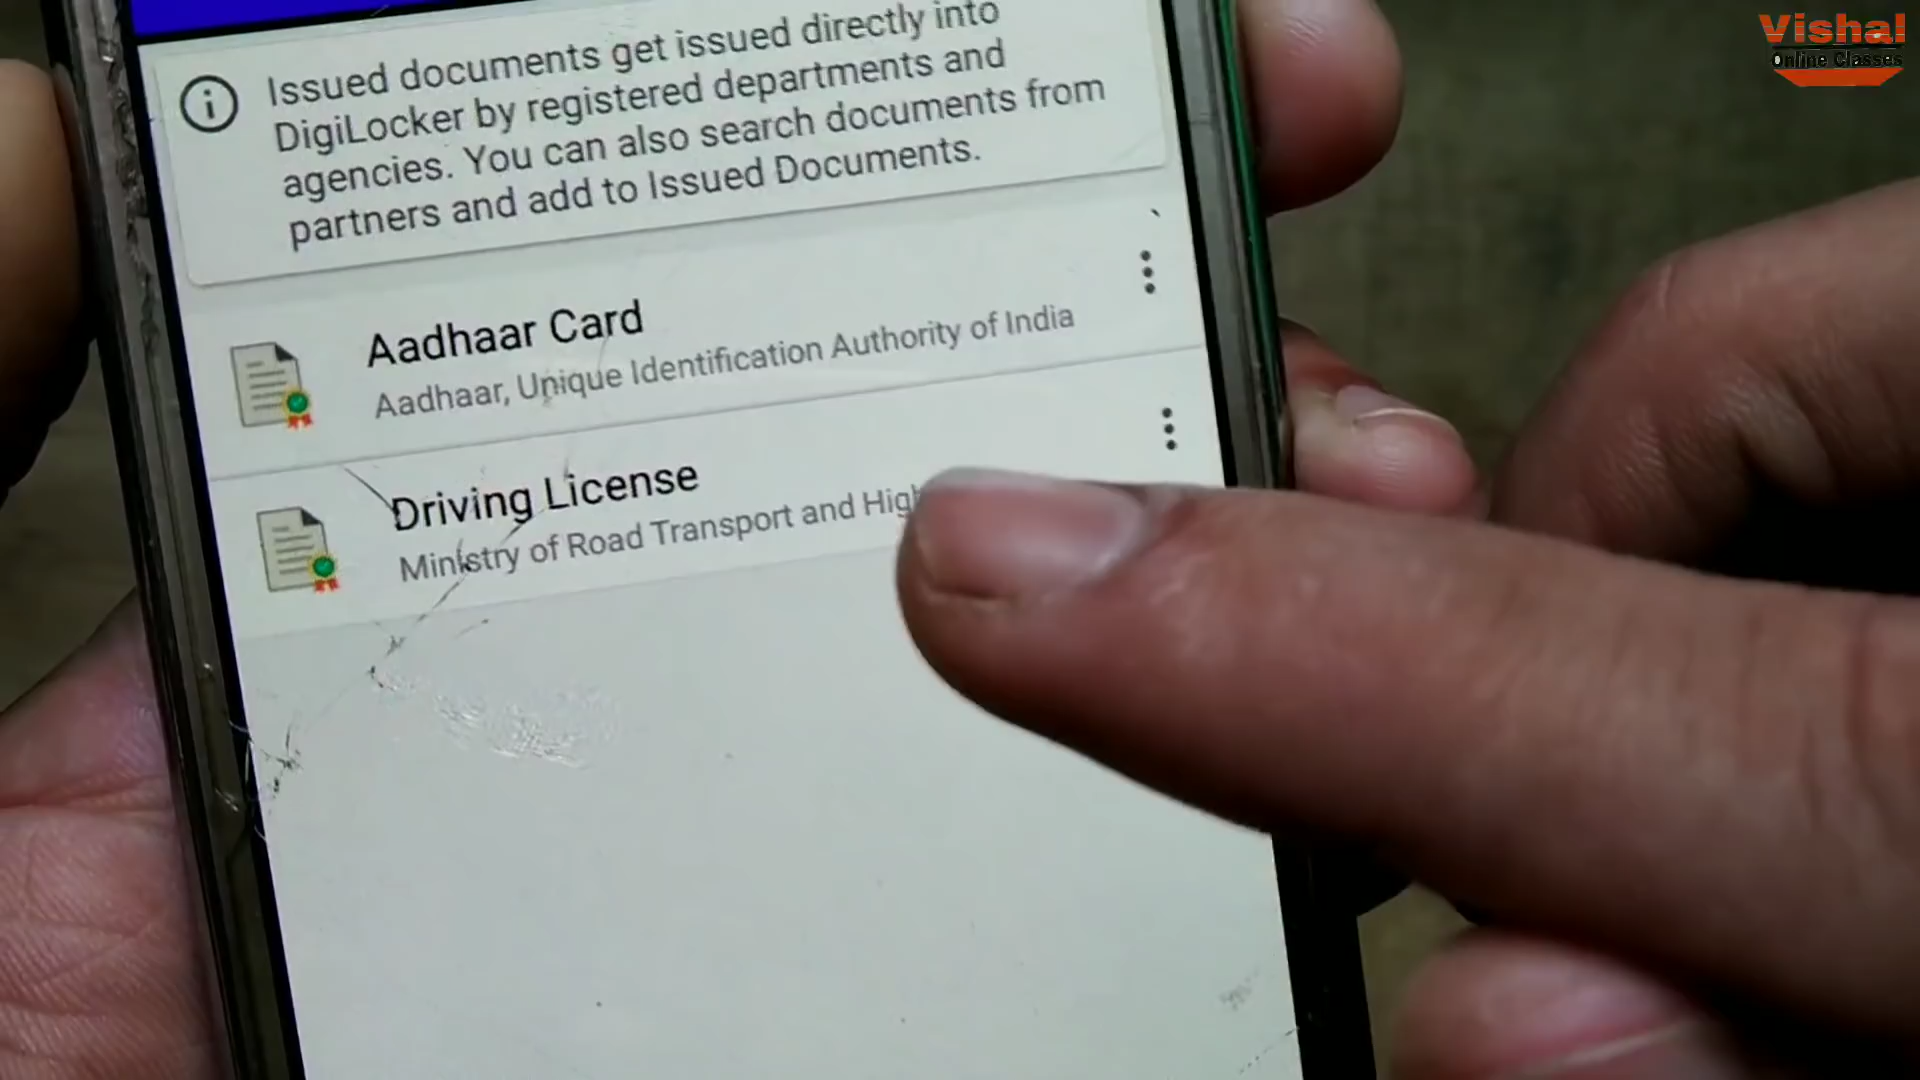 Vishal
Online Classes
Issued documents get issued directly into
DigiLocker by registered departments and
agencies. You can also search documents from
partners and add to Issued Documents.
Aadhaar Card
Aadhaar, Unique Identification Authority of India
Driving License
Ministry of Road Transport and